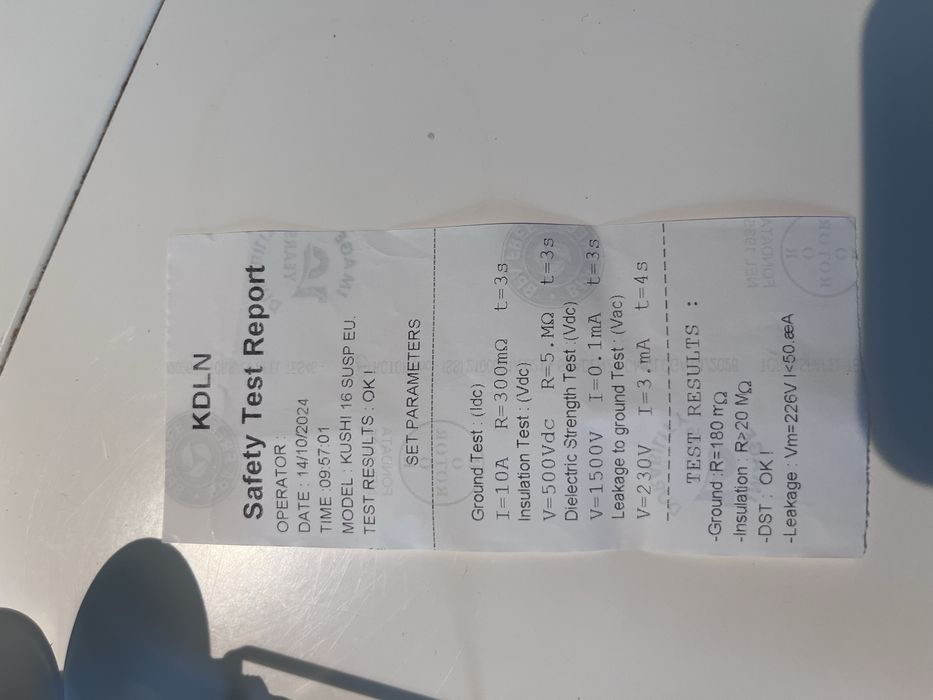 KDLN
Safety Test Report
OPERATOR :
DATE : 14/10/2024
TIME :09:57:01
MODEL : KUSHI 16 SUSP EU.
TEST RESULTS : OK !
SET PARAMETERS
Ground Test : (Idc)
I=10A R=300mΩ t=3s
Insulation Test : (Vdc)
V=500Vdc R=5.MΩ t=3s
Dielectric Strength Test :(Vdc)
V=1500V I=0.1mA t=3s
Leakage to ground Test : (Vac)
V=230V I=3.mA t=4s
TEST RESULTS :
-Ground :R=180 mΩ
-Insulation : R>20 MΩ
-DST : OK !
-Leakage : Vm=226V I<50.æA